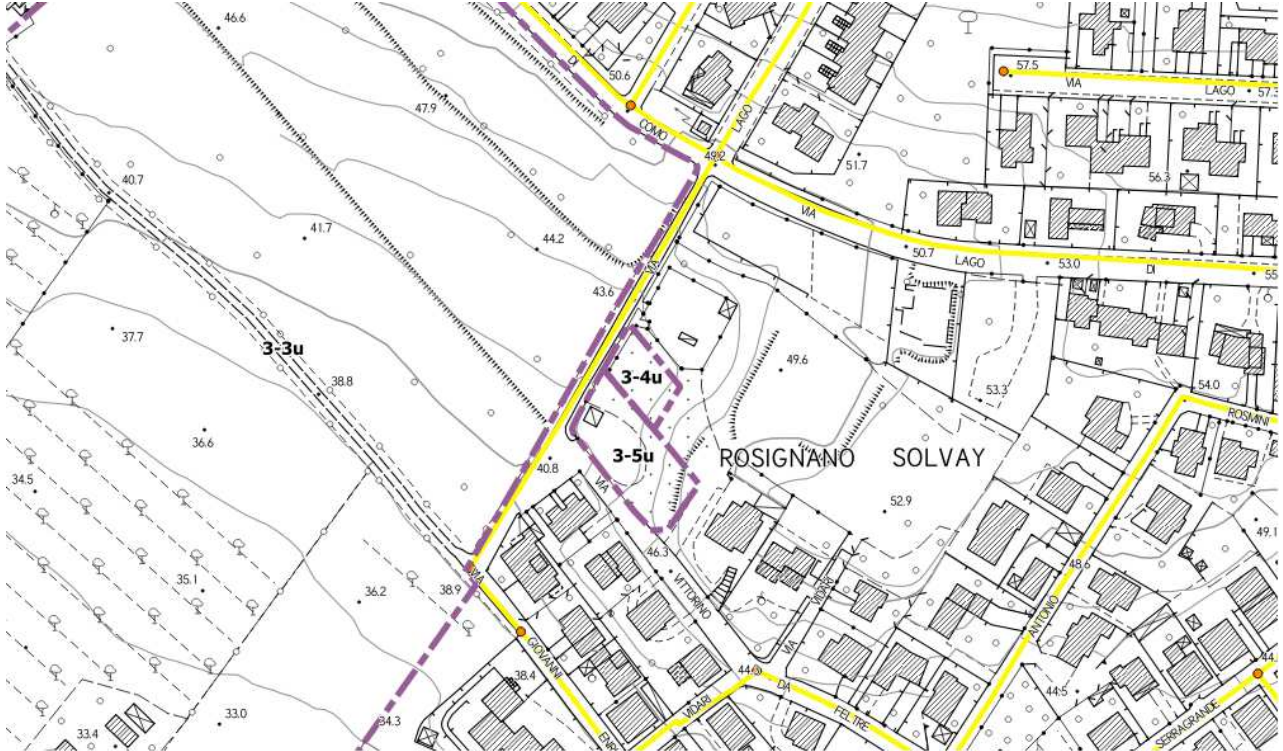 46.6
50.6
DI
COMO
47.9
49.2
LAGO
57.5
VIA
LAGO
57.3
51.7
56.3
40.7
41.7
44.2
VIA
VIA
50.7
LAGO
53.0
DI
55
43.6
37.7
3-3u
38.8
3-4u
49.6
53.3
54.0
ROSMINI
36.6
34.5
40.8
VIA
3-5u
ROSIGNANO SOLVAY
52.9
49.1
46.3
VITTORINO
48.6
ANTONIO
35.1
36.2
38.9
VIA
GIOVANNI
VIDARI
VIA
38.4
44.3
DA
FELTRE
44.5
44.
SERRAGRANDE
33.0
33.4
34.3
VIDARI
ENRI